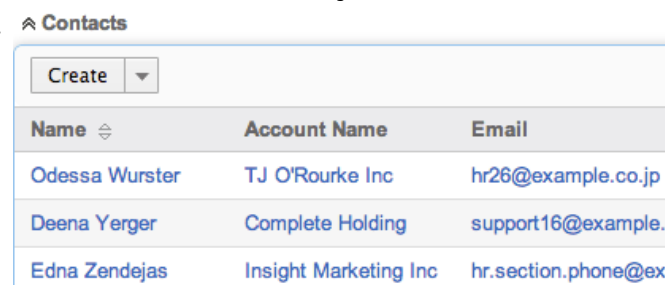 Contacts
Create
Name Account Name Email
Odessa Wurster TJ O'Rourke Inc hr26@example.co.jp
Deena Yerger Complete Holding support16@example.
Edna Zendejas Insight Marketing Inc hr.section.phone@ex